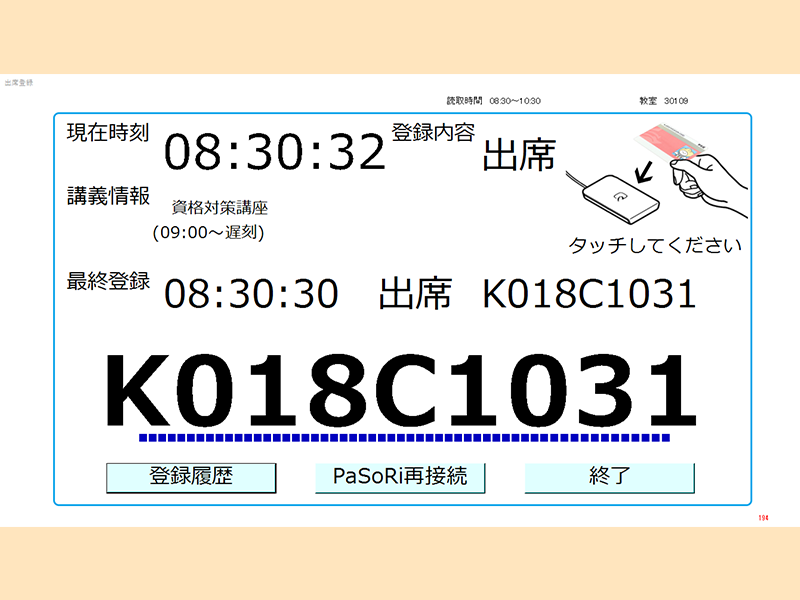 出席登録
読取時間 08:30～10:30 教室 30109
現在時刻 08:30:32 登録内容 出席
講義情報 資格対策講座
(09:00～遅刻)
タッチしてください
最終登録 08:30:30 出席 K018C1031
K018C1031
登録履歴 PaSoRi再接続 終了